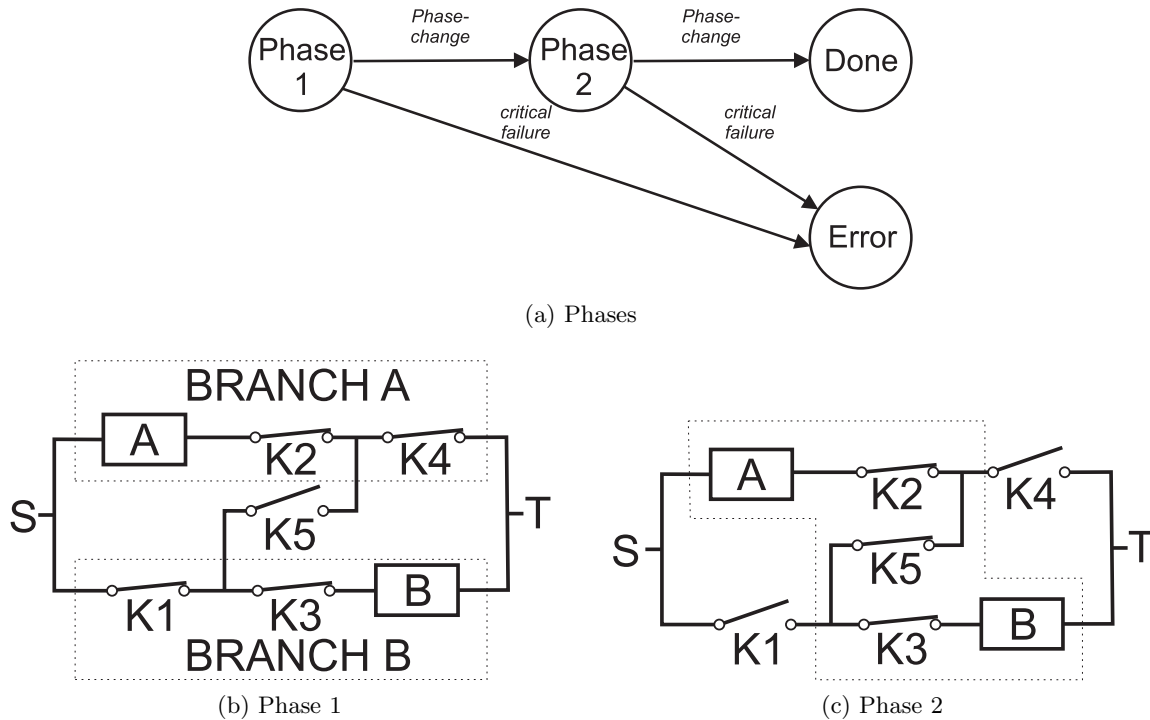 Phase-
change
Phase-
change
Phase
1
Phase
2
Done
critical
failure
critical
failure
Error
(a) Phases
BRANCH A
A
K2
K4
S
K5
T
K1
K3
B
BRANCH B
(b) Phase 1
A
K2
K4
S
K5
T
K1
K3
B
(c) Phase 2